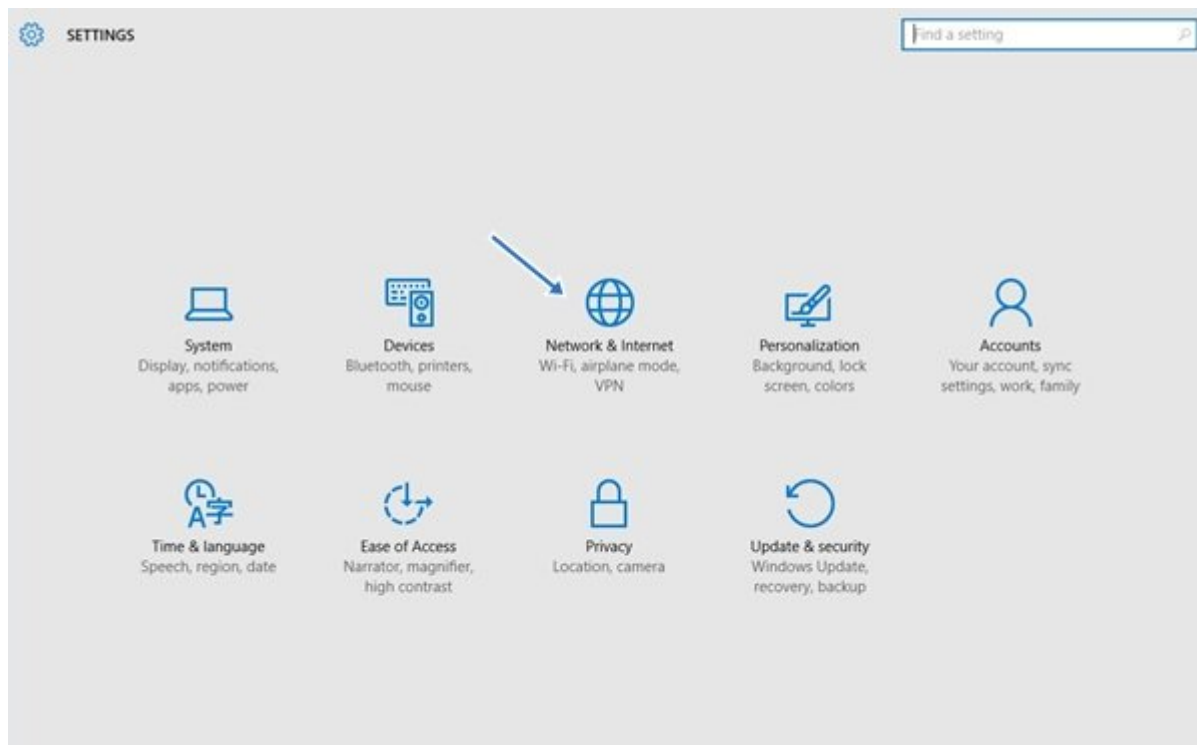 SETTINGS
Find a setting
System
Display, notifications,
apps, power
Devices
Bluetooth, printers,
mouse
Network & Internet
Wi-Fi, airplane mode,
VPN
Personalization
Background, lock
screen, colors
Accounts
Your account, sync
settings, work, family
Time & language
Speech, region, date
Ease of Access
Narrator, magnifier,
high contrast
Privacy
Location, camera
Update & security
Windows Update,
recovery, backup